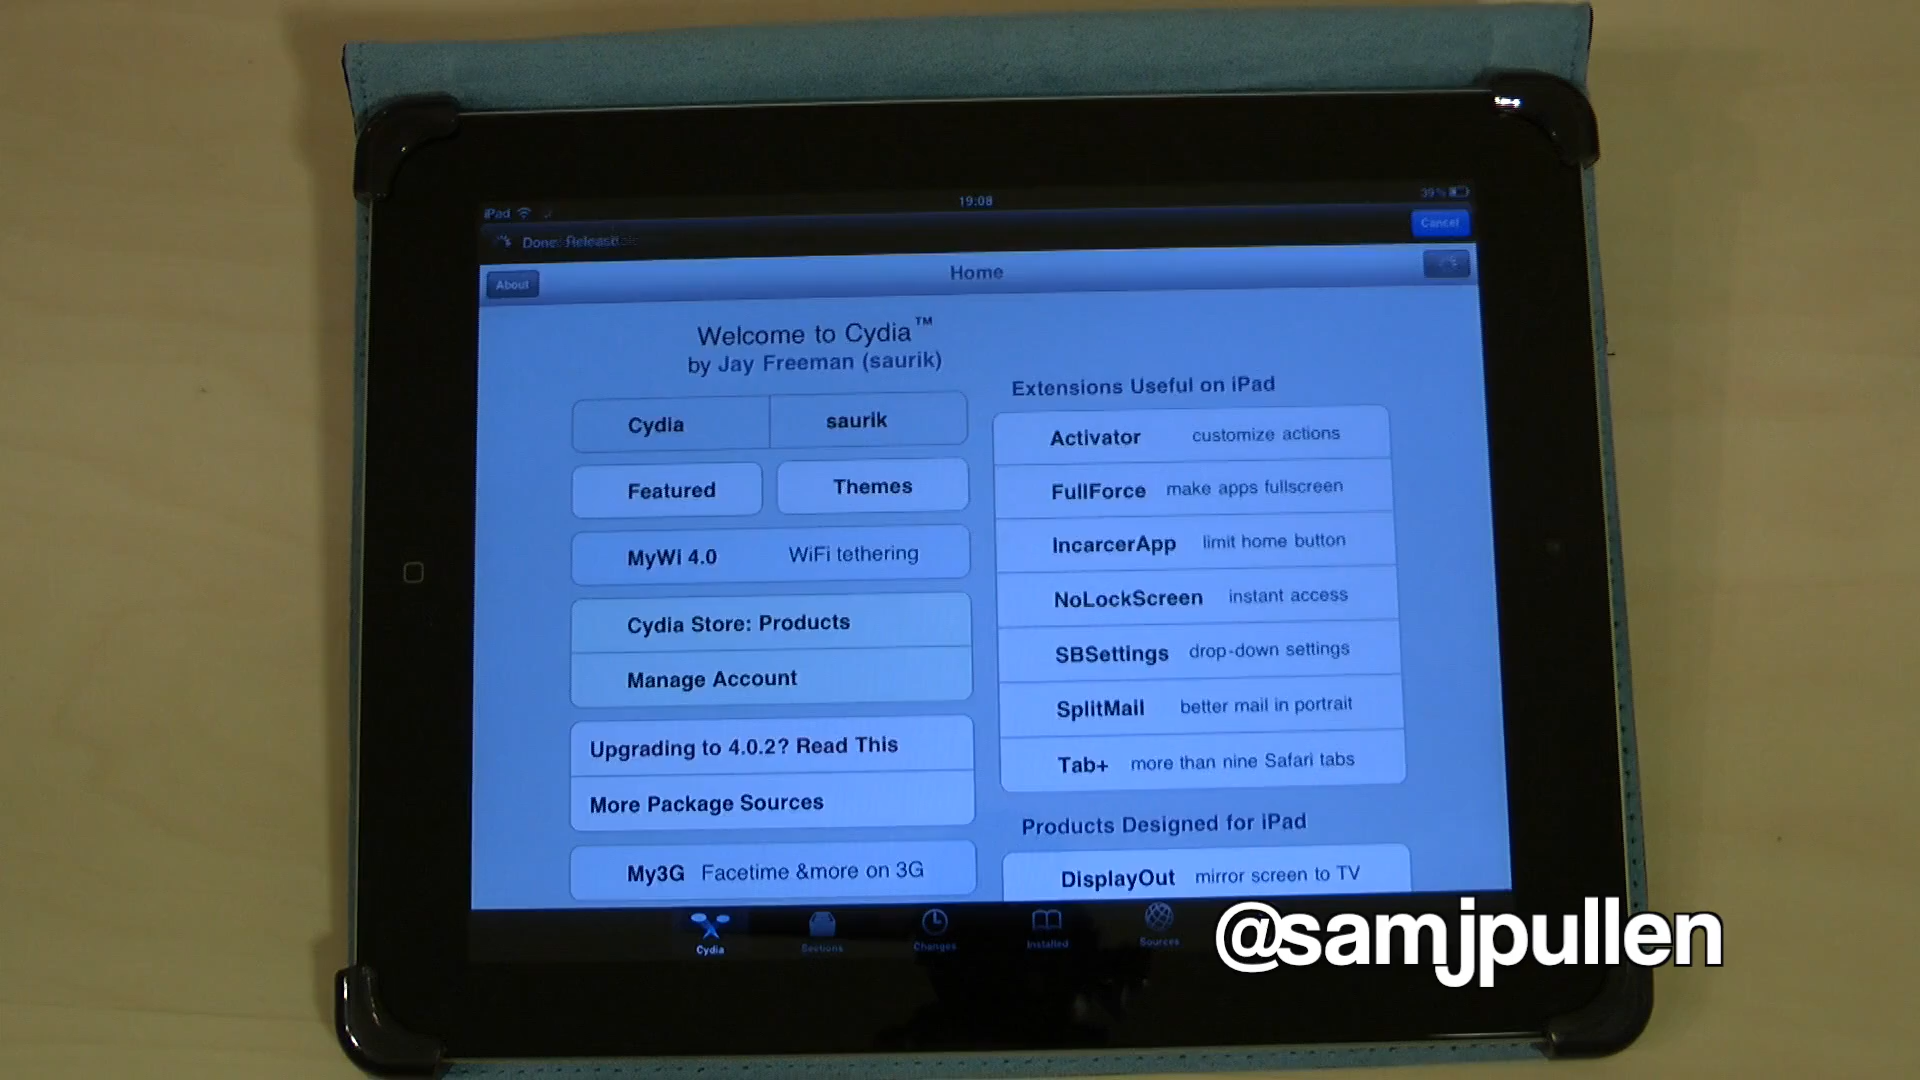 iPad
19:08
39%
Cancel
Done: Release
About
Home
Welcome to Cydia™
by Jay Freeman (saurik)
Cydia
saurik
Featured
Themes
MyWi 4.0 WiFi tethering
Cydia Store: Products
Manage Account
Upgrading to 4.0.2? Read This
More Package Sources
My3G Facetime &more on 3G
Extensions Useful on iPad
Activator customize actions
FullForce make apps fullscreen
IncarcerApp limit home button
NoLockScreen instant access
SBSettings drop-down settings
SplitMail better mail in portrait
Tab+ more than nine Safari tabs
Products Designed for iPad
DisplayOut mirror screen to TV
Cydia
Sections
Changes
Installed
Sources
@samjpullen